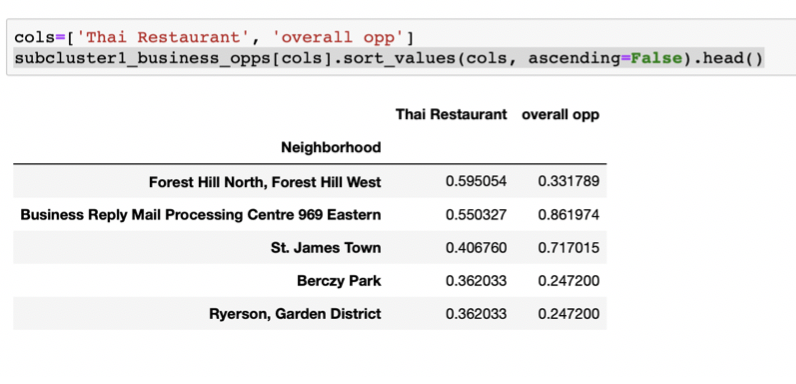 cols=['Thai Restaurant', 'overall opp']
subcluster1_business_opps[cols].sort_values(cols, ascending=False).head()
Thai Restaurant overall opp
Neighborhood
Forest Hill North, Forest Hill West 0.595054 0.331789
Business Reply Mail Processing Centre 969 Eastern 0.550327 0.861974
St. James Town 0.406760 0.717015
Berczy Park 0.362033 0.247200
Ryerson, Garden District 0.362033 0.247200